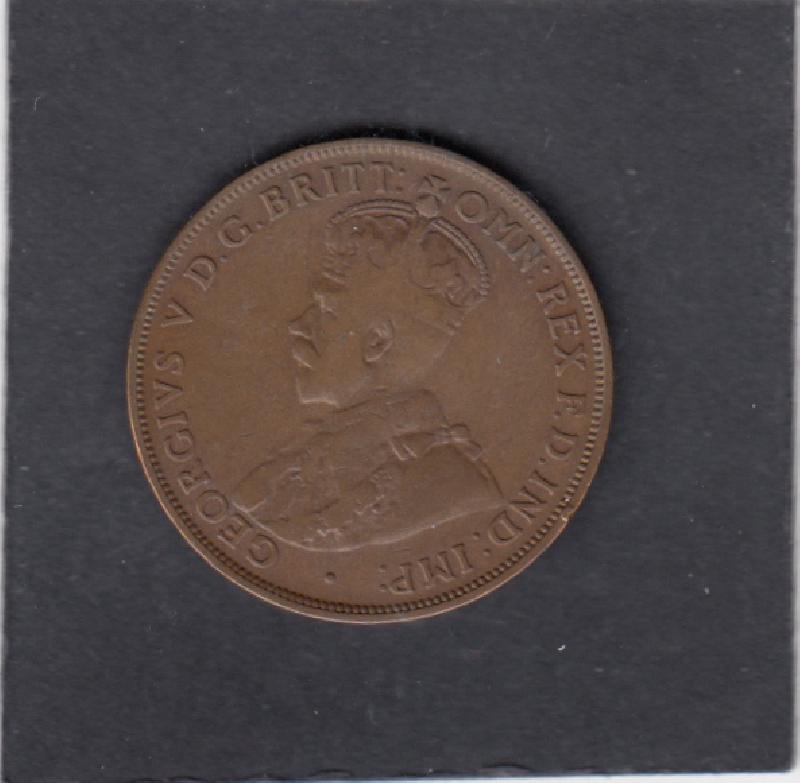 GEORGIVS V D.G.BRITT: OMN: REX F.D.IND: IMP: